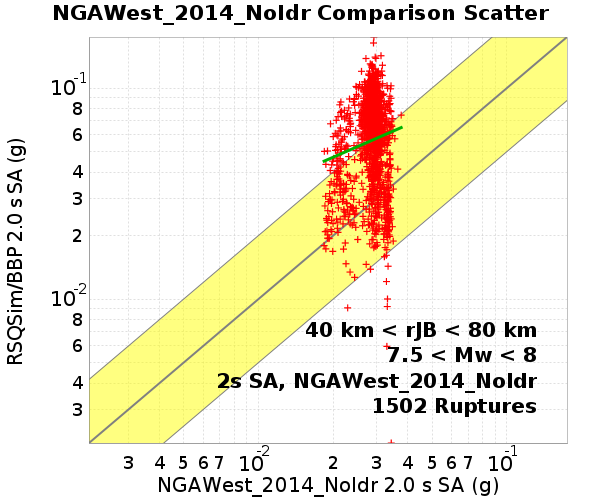 NGAWest_2014_NoIdr Comparison Scatter
RSQSim/BBP 2.0 s SA (g)
10-1
8
6
4
3
2
10-2
8
6
4
3
40 km < rJB < 80 km
7.5 < Mw < 8
2s SA, NGAWest_2014_NoIdr
1502 Ruptures
3 4 5 6 7 10-2 2 3 4 5 6 7 10-1
NGAWest_2014_NoIdr 2.0 s SA (g)